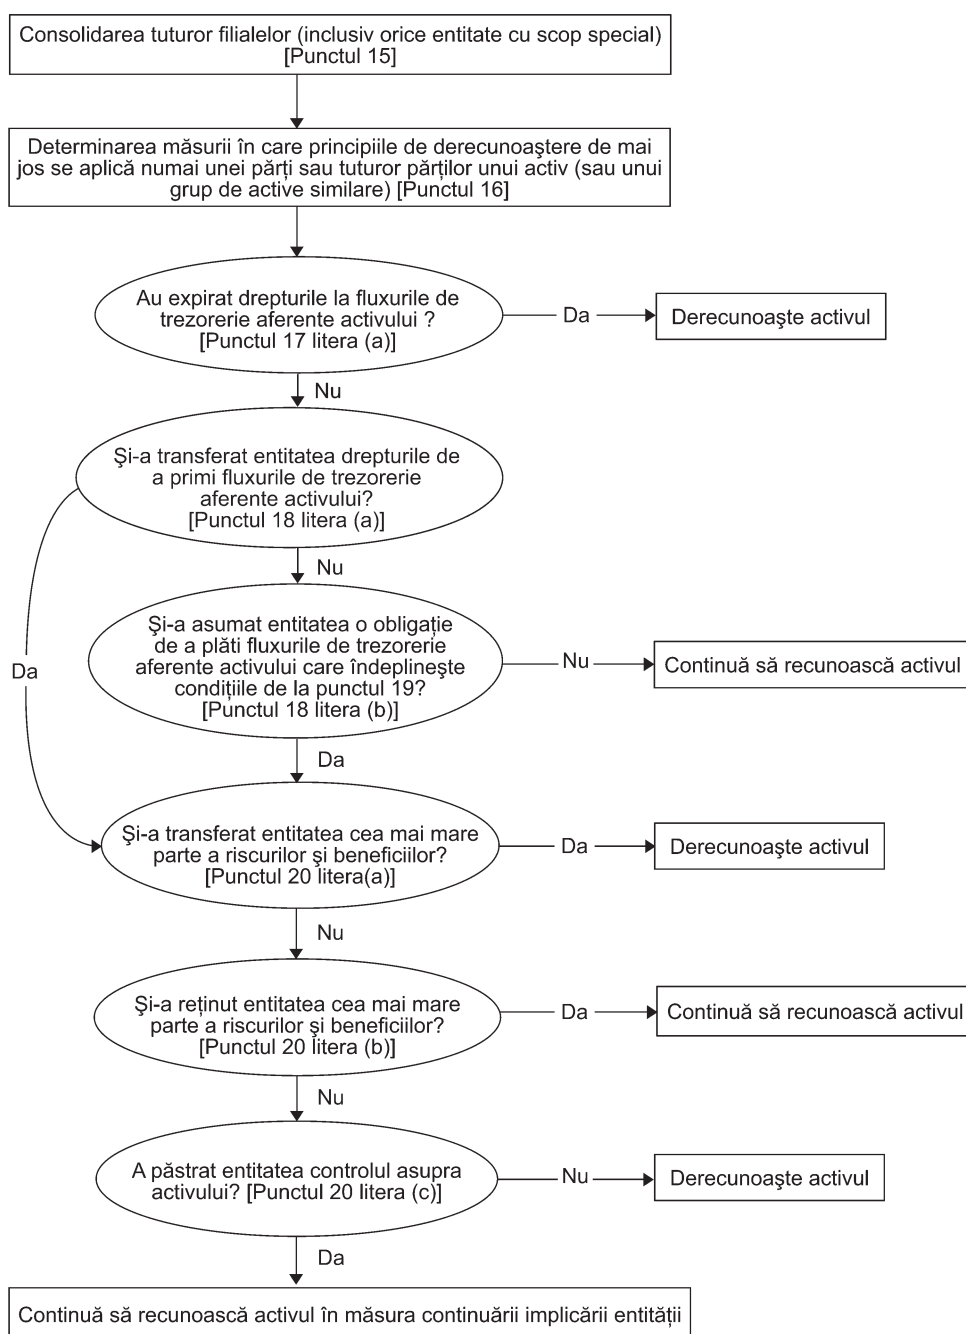 Consolidarea tuturor filialelor (inclusiv orice entitate cu scop special)
[Punctul 15]
Determinarea măsurii în care principiile de derecunoaştere de mai
jos se aplică numai unei părți sau tuturor părților unui activ (sau unui
grup de active similare) [Punctul 16]
Au expirat drepturile la fluxurile de
trezorerie aferente activului ?
[Punctul 17 litera (a)]
Da
Derecunoaşte activul
Nu
Şi-a transferat entitatea drepturile de
a primi fluxurile de trezorerie
aferente activului?
[Punctul 18 litera (a)]
Nu
Da
Şi-a asumat entitatea o obligație
de a plăti fluxurile de trezorerie
aferente activului care îndeplineşte
condițiile de la punctul 19?
[Punctul 18 litera (b)]
Nu
Continuă să recunoască activul
Da
Şi-a transferat entitatea cea mai mare
parte a riscurilor şi beneficiilor?
[Punctul 20 litera(a)]
Da
Derecunoaşte activul
Nu
Şi-a reținut entitatea cea mai mare
parte a riscurilor şi beneficiilor?
[Punctul 20 litera (b)]
Da
Continuă să recunoască activul
Nu
A păstrat entitatea controlul asupra
activului? [Punctul 20 litera (c)]
Nu
Derecunoaşte activul
Da
Continuă să recunoască activul în măsura continuării implicării entității